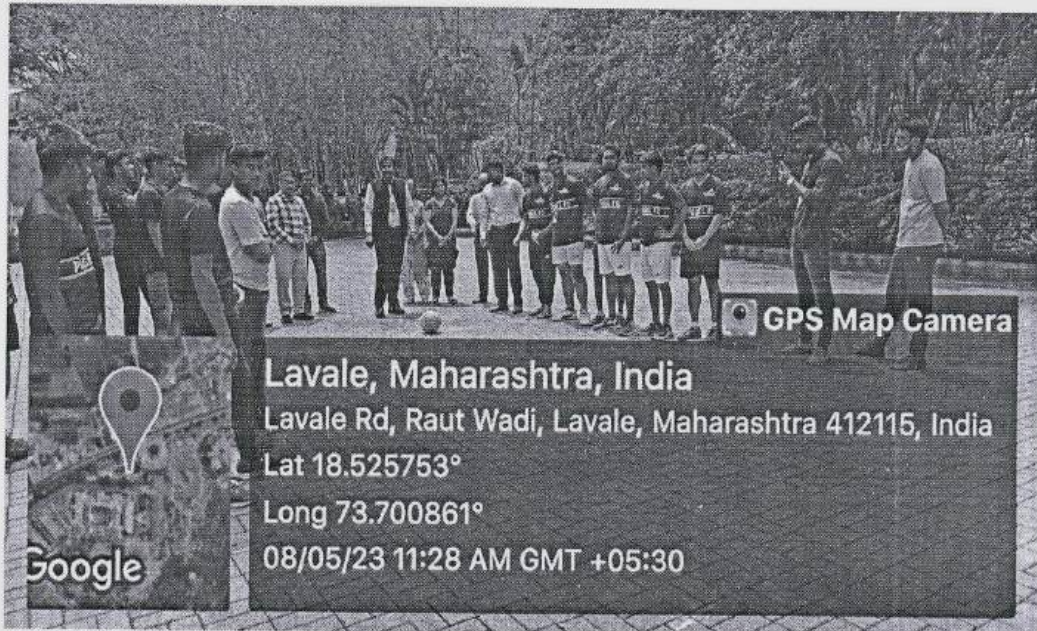 GPS Map Camera
Lavale, Maharashtra, India
Lavale Rd, Raut Wadi, Lavale, Maharashtra 412115, India
Lat 18.525753°
Long 73.700861°
08/05/23 11:28 AM GMT +05:30
Google